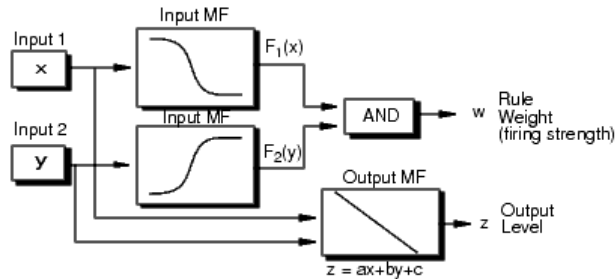 Input MF
Input 1
x
F1(x)
Input MF
AND
w
Rule
Weight
(firing strength)
Input 2
y
F2(y)
Output MF
z
Output
Level
z = ax+by+c